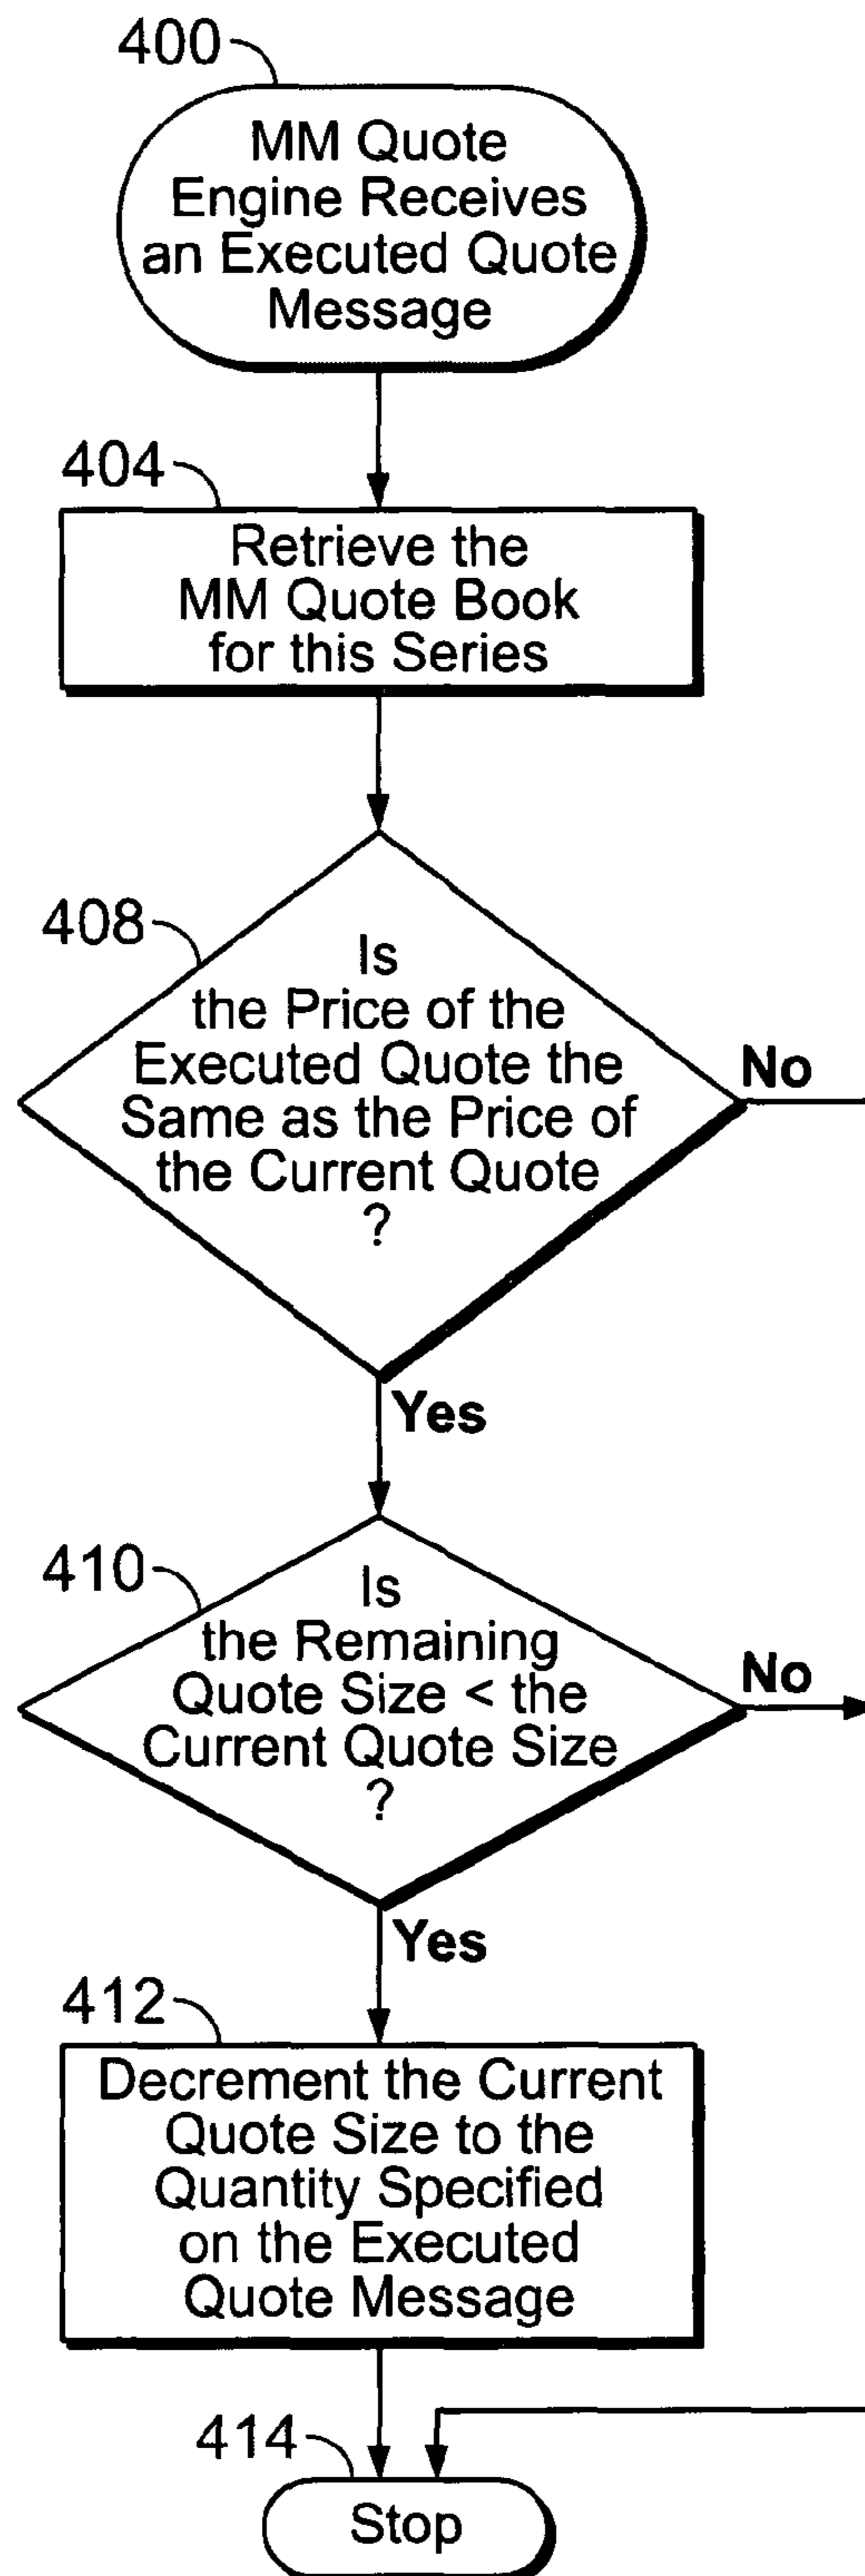 400
MM Quote
Engine Receives
an Executed Quote
Message
404
Retrieve the
MM Quote Book
for this Series
408
Is
the Price of the
Executed Quote the
Same as the Price of
the Current Quote
?
No
Yes
410
Is
the Remaining
Quote Size < the
Current Quote Size
?
No
Yes
412
Decrement the Current
Quote Size to the
Quantity Specified
on the Executed
Quote Message
414
Stop